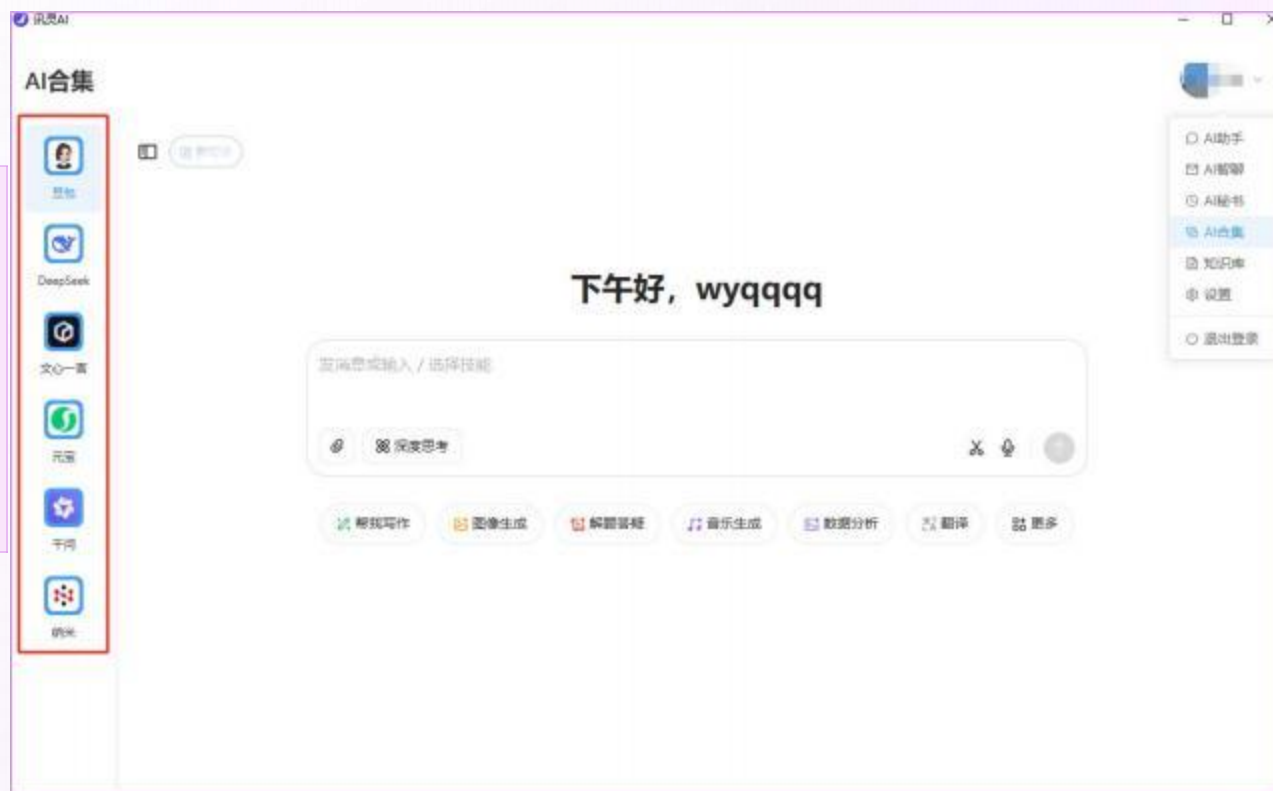 讯灵AI
AI合集
豆包
DeepSeek
文心一言
元宝
千问
纳米
下午好，wyqqqq
发消息或输入 / 选择技能
深度思考
帮我写作
图像生成
解题答疑
音乐生成
数据分析
翻译
更多
AI助手
AI智聊
AI秘书
AI合集
知识库
设置
退出登录